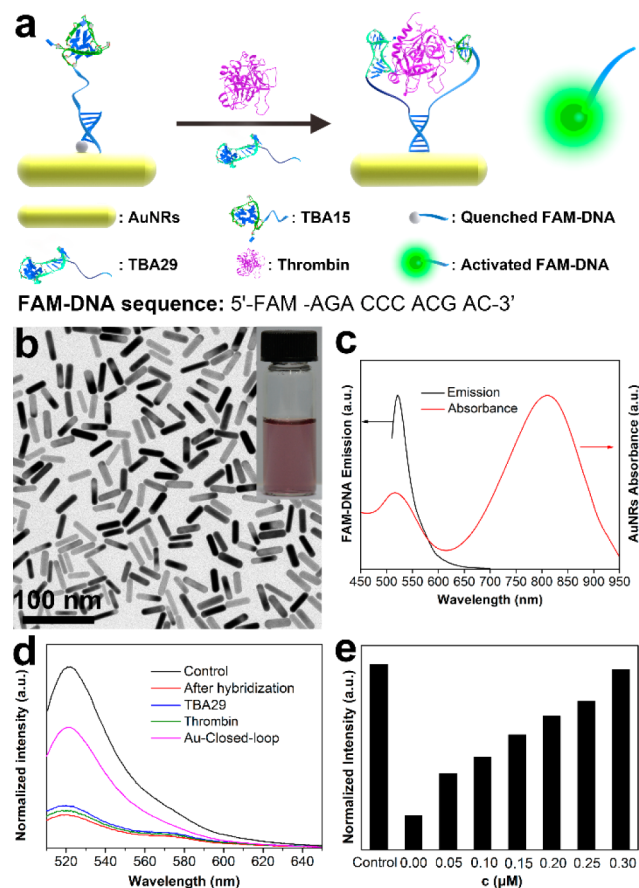 a
: AuNRs
: TBA15
: Quenched FAM-DNA
: TBA29
: Thrombin
: Activated FAM-DNA
FAM-DNA sequence: 5'-FAM -AGA CCC ACG AC-3'
b
100 nm
c
Emission
Absorbance
FAM-DNA Emission (a.u.)
AuNRs Absorbance (a.u.)
450 500 550 600 650 700 750 800 850 900 950
Wavelength (nm)
d
Control
After hybridization
TBA29
Thrombin
Au-Closed-loop
Normalized intensity (a.u.)
520 540 560 580 600 620 640
Wavelength (nm)
e
Normalized Intensity (a.u.)
Control 0.00 0.05 0.10 0.15 0.20 0.25 0.30
c (μM)